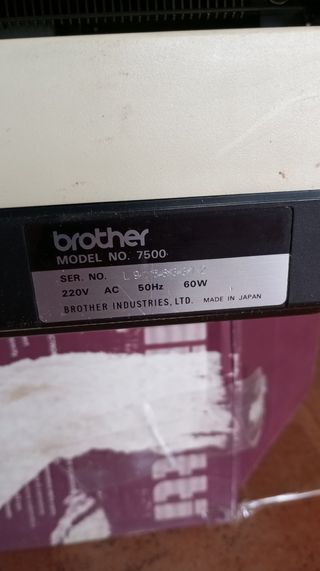 brother
MODEL NO. 7500
SER. NO.
220V AC 50Hz 60W
BROTHER INDUSTRIES, LTD. MADE IN JAPAN